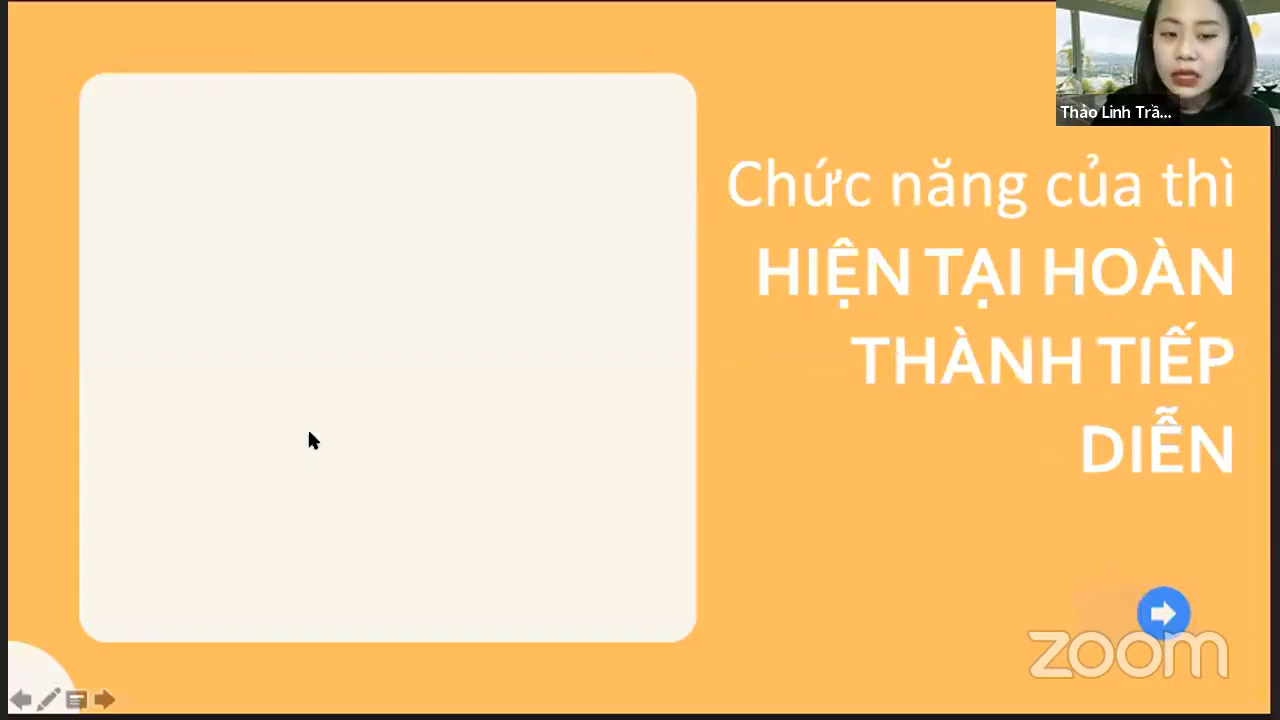 Thảo Linh Trầ...
Chức năng của thì
HIỆN TẠI HOÀN
THÀNH TIẾP
DIỄN
zoom